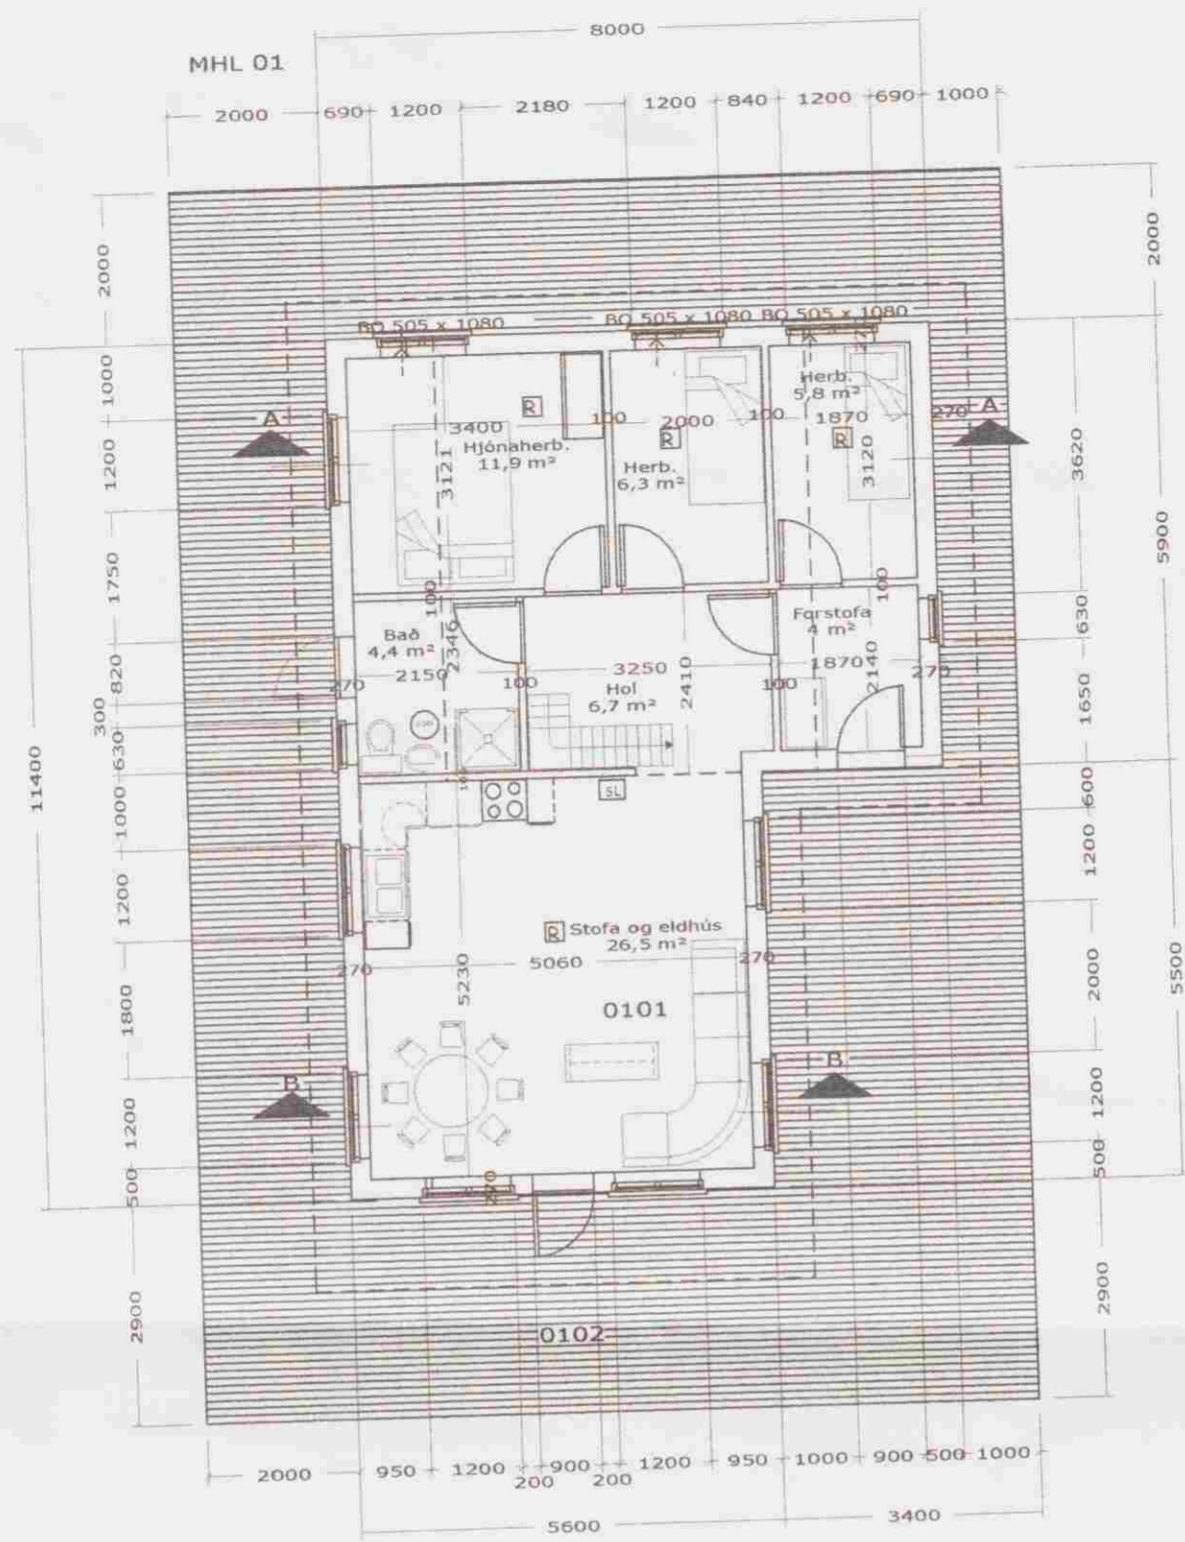 8000
MHL 01
2000 690 1200 2180 1200 840 1200 690 1000
2000
2000
BO 505 x 1080 BO 505 x 1080 BO 505 x 1080
1000
A
R
Herb.
5,8 m²
3400 100 2000 100 1870 270 A
Hjónaherb.
11,9 m²
R
R
Herb.
6,3 m²
1200
3121
3120
3620
5900
1750
100
100
Bað
4,4 m²
2346
Forstofa
4 m²
630
820
270 2150 100 3250 100 1870 270
Hol
6,7 m²
2410
2140
1650
300
630
11400
1000
SL
600
1200
1200
R Stofa og eldhús
26,5 m²
270 5060 270
5230
0101
1800
2000
5500
B
B
1200
1200
500
270
500
2900
0102
2900
2000 950 1200 900 1200 950 1000 900 500 1000
200 200
5600 3400